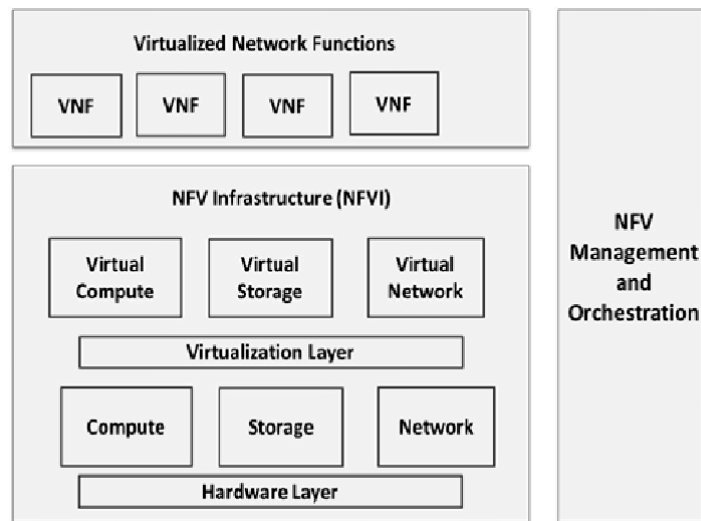 Virtualized Network Functions
VNF VNF VNF VNF
NFV Infrastructure (NFVI)
Virtual Compute
Virtual Storage
Virtual Network
Virtualization Layer
Compute Storage Network
Hardware Layer
NFV
Management
and
Orchestration